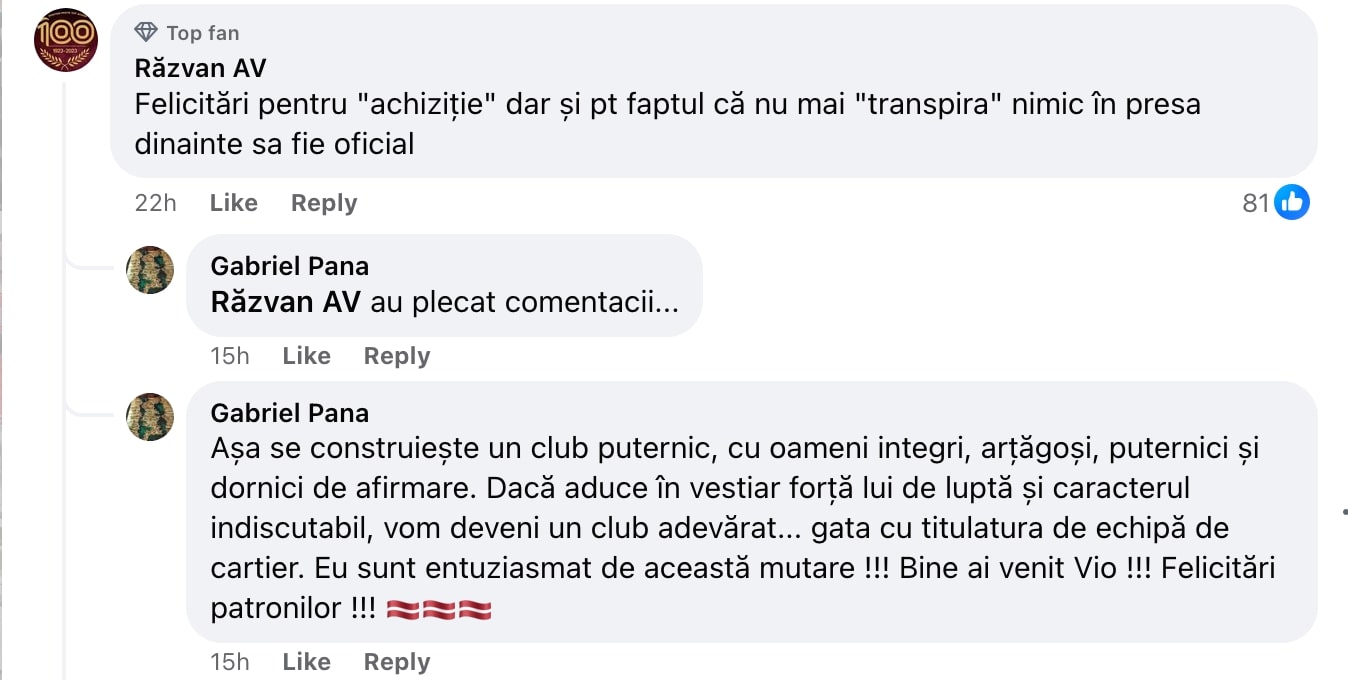 100
1923-2023
Top fan
Răzvan AV
Felicitări pentru "achiziție" dar și pt faptul că nu mai "transpira" nimic în presa
dinainte sa fie oficial
22h Like Reply 81
Gabriel Pana
Răzvan AV au plecat comentacii...
15h Like Reply
Gabriel Pana
Așa se construiește un club puternic, cu oameni integri, arțăgoși, puternici și
dornici de afirmare. Dacă aduce în vestiar forță lui de luptă și caracterul
indiscutabil, vom deveni un club adevărat... gata cu titulatura de echipă de
cartier. Eu sunt entuziasmat de această mutare !!! Bine ai venit Vio !!! Felicitări
patronilor !!! 🇱🇻🇱🇻🇱🇻
15h Like Reply